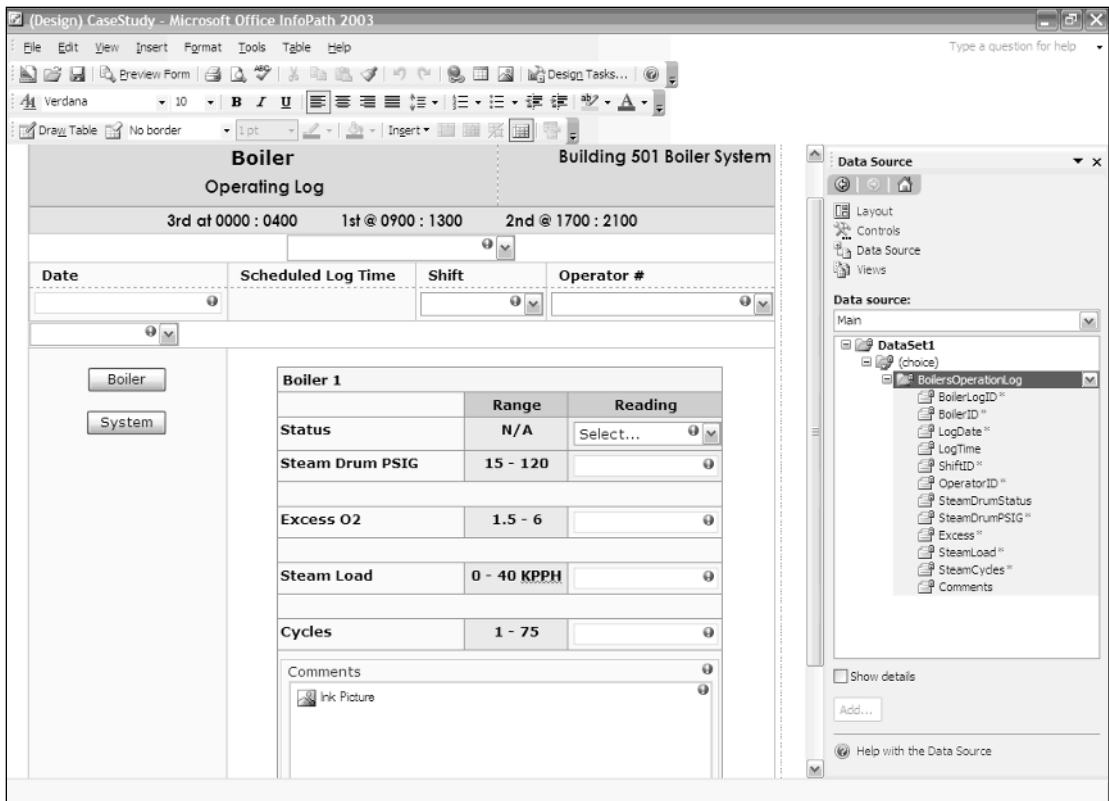 (Design) CaseStudy - Microsoft Office InfoPath 2003
File Edit View Insert Format Tools Table Help
Type a question for help
Preview Form ABC Design Tasks...
A4 Verdana 10 B I U ab A
Draw Table No border 1 pt Insert
Boiler
Building 501 Boiler System
Operating Log
3rd at 0000 : 0400 1st @ 0900 : 1300 2nd @ 1700 : 2100
Date Scheduled Log Time Shift Operator #
Boiler
System
Boiler 1
Range Reading
Status N/A Select...
Steam Drum PSIG 15 - 120
Excess O2 1.5 - 6
Steam Load 0 - 40 KPPH
Cycles 1 - 75
Comments
Ink Picture
Data Source
Layout
Controls
Data Source
Views
Data source:
Main
DataSet1
(choice)
BoilersOperationLog
BoilerLogID *
BoilerID *
LogDate *
LogTime
ShiftID *
OperatorID *
SteamDrumStatus
SteamDrumPSIG *
Excess *
SteamLoad *
SteamCycles *
Comments
Show details
Add...
Help with the Data Source